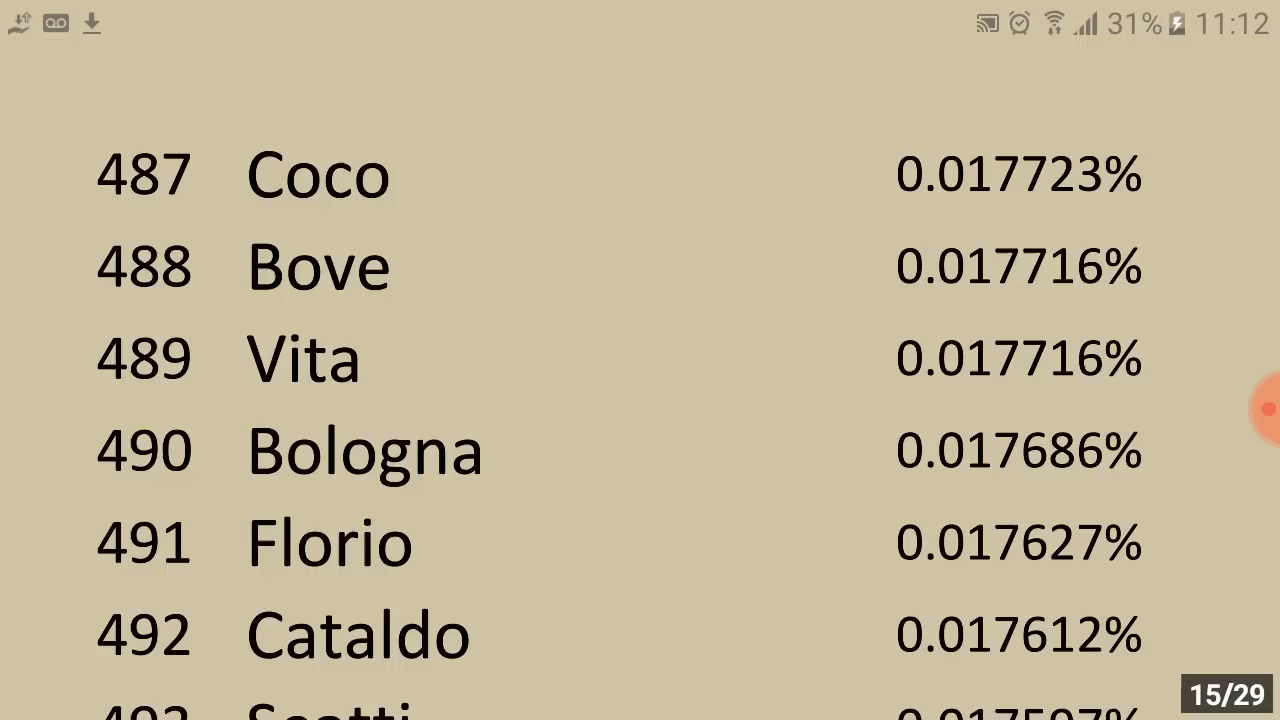 31% 11:12
487 Coco 0.017723%
488 Bove 0.017716%
489 Vita 0.017716%
490 Bologna 0.017686%
491 Florio 0.017627%
492 Cataldo 0.017612%
15/29